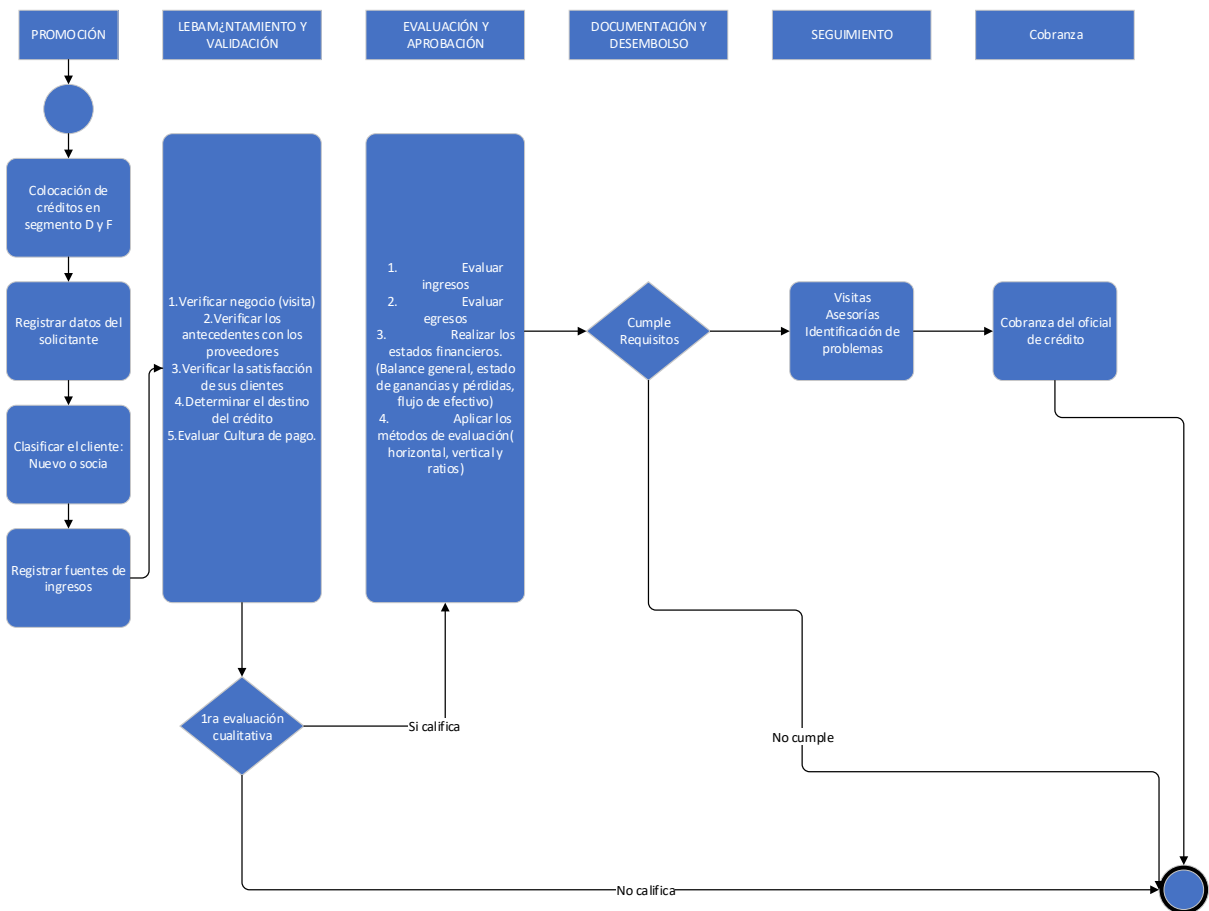 PROMOCIÓN
LEBAM¿NTAMIENTO Y
VALIDACIÓN
EVALUACIÓN Y
APROBACIÓN
DOCUMENTACIÓN Y
DESEMBOLSO
SEGUIMIENTO
Cobranza
Colocación de
créditos en
segmento D y F
Registrar datos del
solicitante
Clasificar el cliente:
Nuevo o socia
Registrar fuentes de
ingresos
1.Verificar negocio (visita)
2.Verificar los
antecedentes con los
proveedores
3.Verificar la satisfacción
de sus clientes
4.Determinar el destino
del crédito
5.Evaluar Cultura de pago.
1ra evaluación
cualitativa
Si califica
No califica
1. Evaluar
ingresos
2. Evaluar
egresos
3. Realizar los
estados financieros.
(Balance general, estado
de ganancias y pérdidas,
flujo de efectivo)
4. Aplicar los
métodos de evaluación(
horizontal, vertical y
ratios)
Cumple
Requisitos
No cumple
Visitas
Asesorías
Identificación de
problemas
Cobranza del oficial
de crédito